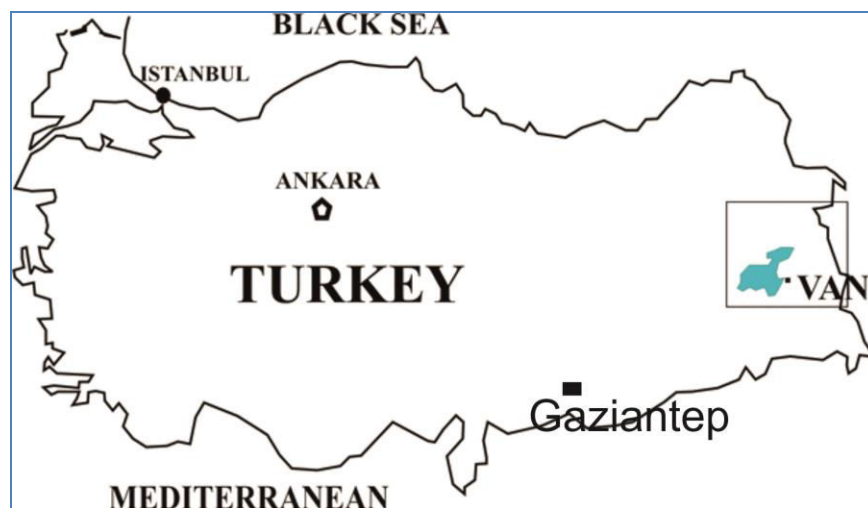 BLACK SEA
ISTANBUL
ANKARA
TURKEY
VAN
Gaziantep
MEDITERRANEAN